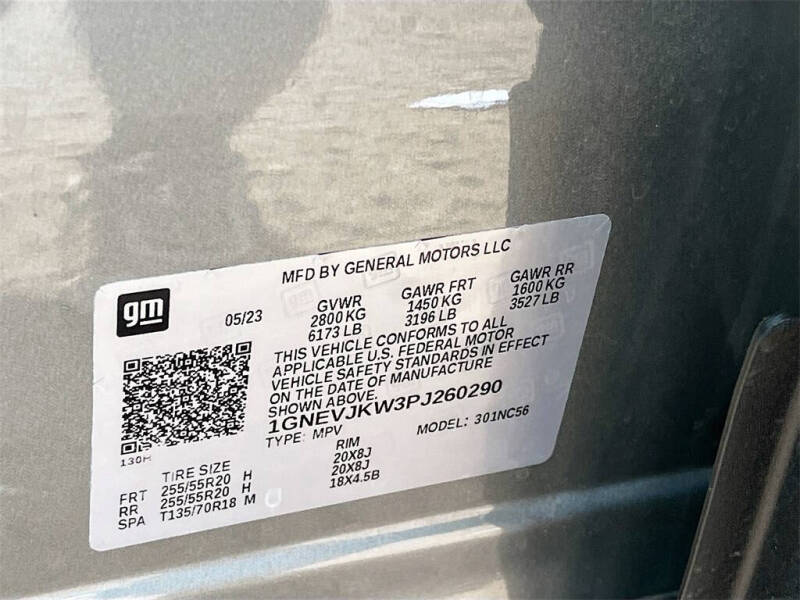 MFD BY GENERAL MOTORS LLC
gm
05/23
GVWR GAWR FRT GAWR RR
2800 KG 1450 KG 1600 KG
6173 LB 3196 LB 3527 LB
THIS VEHICLE CONFORMS TO ALL
APPLICABLE U.S. FEDERAL MOTOR
VEHICLE SAFETY STANDARDS IN EFFECT
ON THE DATE OF MANUFACTURE
SHOWN ABOVE.
1GNEVJKW3PJ260290
TYPE: MPV MODEL: 301NC56
130H
TIRE SIZE RIM
FRT 255/55R20 H 20X8J
RR 255/55R20 H 20X8J
SPA T135/70R18 M 18X4.5B